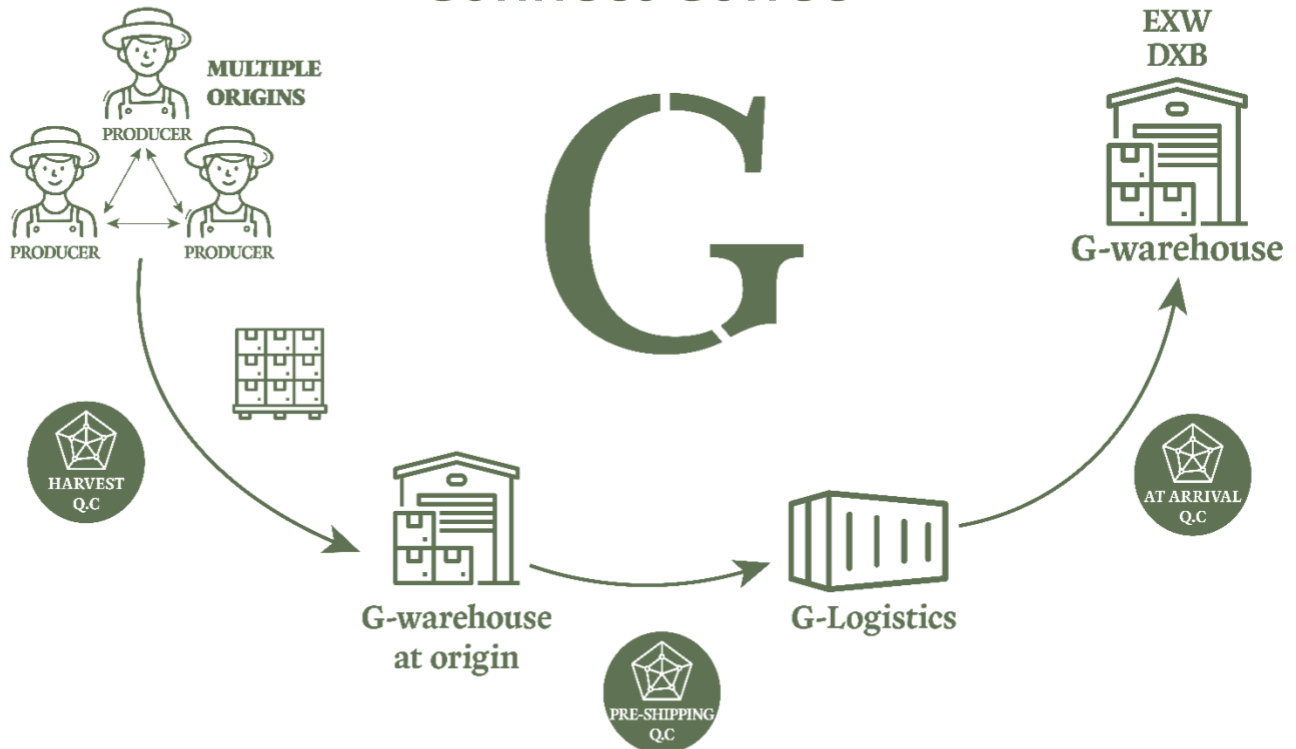 MULTIPLE
ORIGINS
PRODUCER
PRODUCER
PRODUCER
HARVEST
Q.C
G-warehouse
at origin
PRE-SHIPPING
Q.C
G-Logistics
AT ARRIVAL
Q.C
EXW
DXB
G-warehouse
G